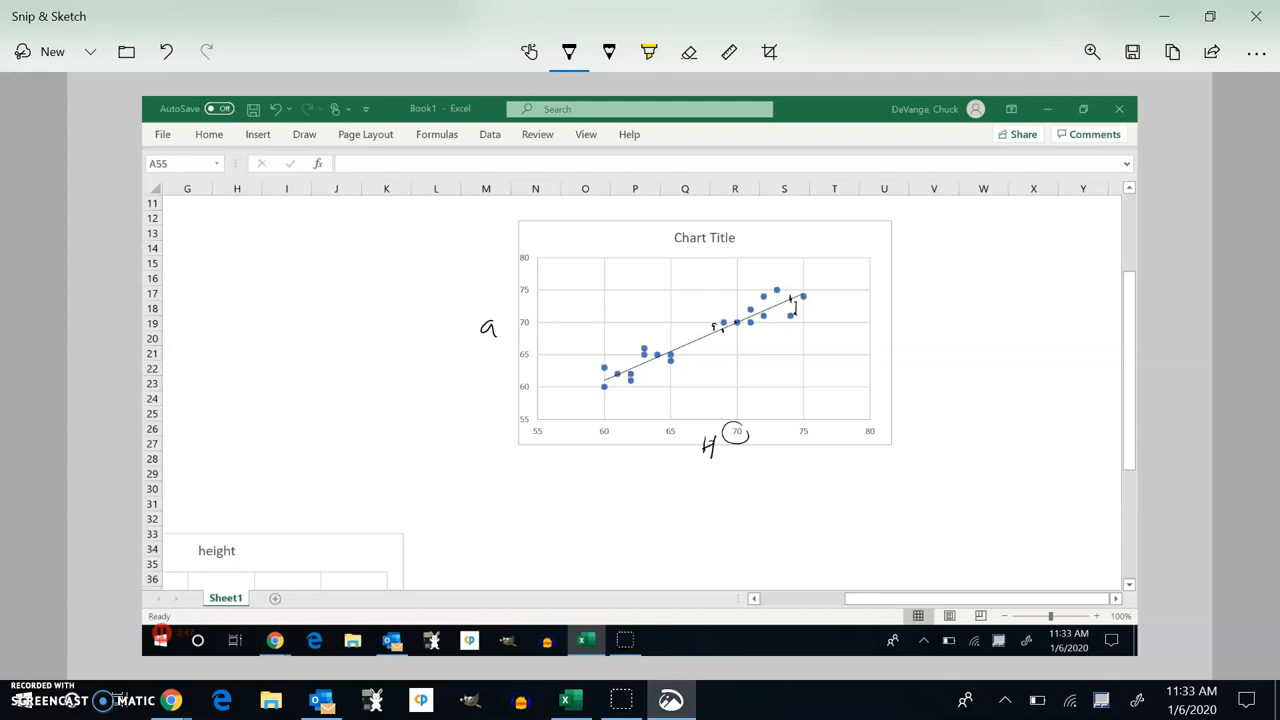 Snip & Sketch
New
AutoSave Off
Book1 - Excel
Search
DeVange, Chuck
File Home Insert Draw Page Layout Formulas Data Review View Help
Share
Comments
A55
fx
G H I J K L M N O P Q R S T U V W X Y
11
12
13
14
15
16
17
18
19
20
21
22
23
24
25
26
27
28
29
30
31
32
33
34
35
36
Chart Title
80
75
70
65
60
55
55 60 65 70 75 80
a
H
height
Sheet1
Ready
100%
2:47
11:33 AM
1/6/2020
RECORDED WITH
SCREENCAST MATIC
11:33 AM
1/6/2020